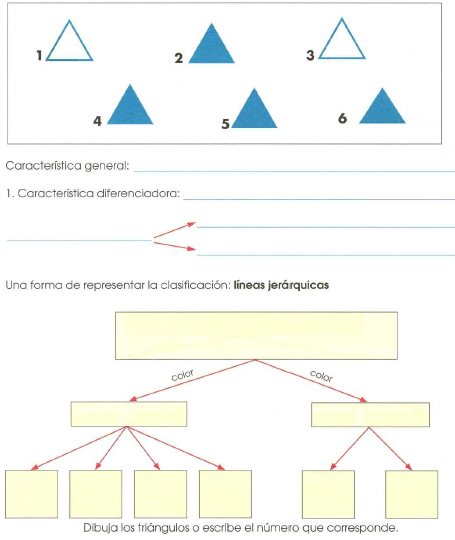 1 2 3
4 5 6
Característica general:
1. Característica diferenciadora:
Una forma de representar la clasificación: líneas jerárquicas
color color
Dibuja los triángulos o escribe el número que corresponde.